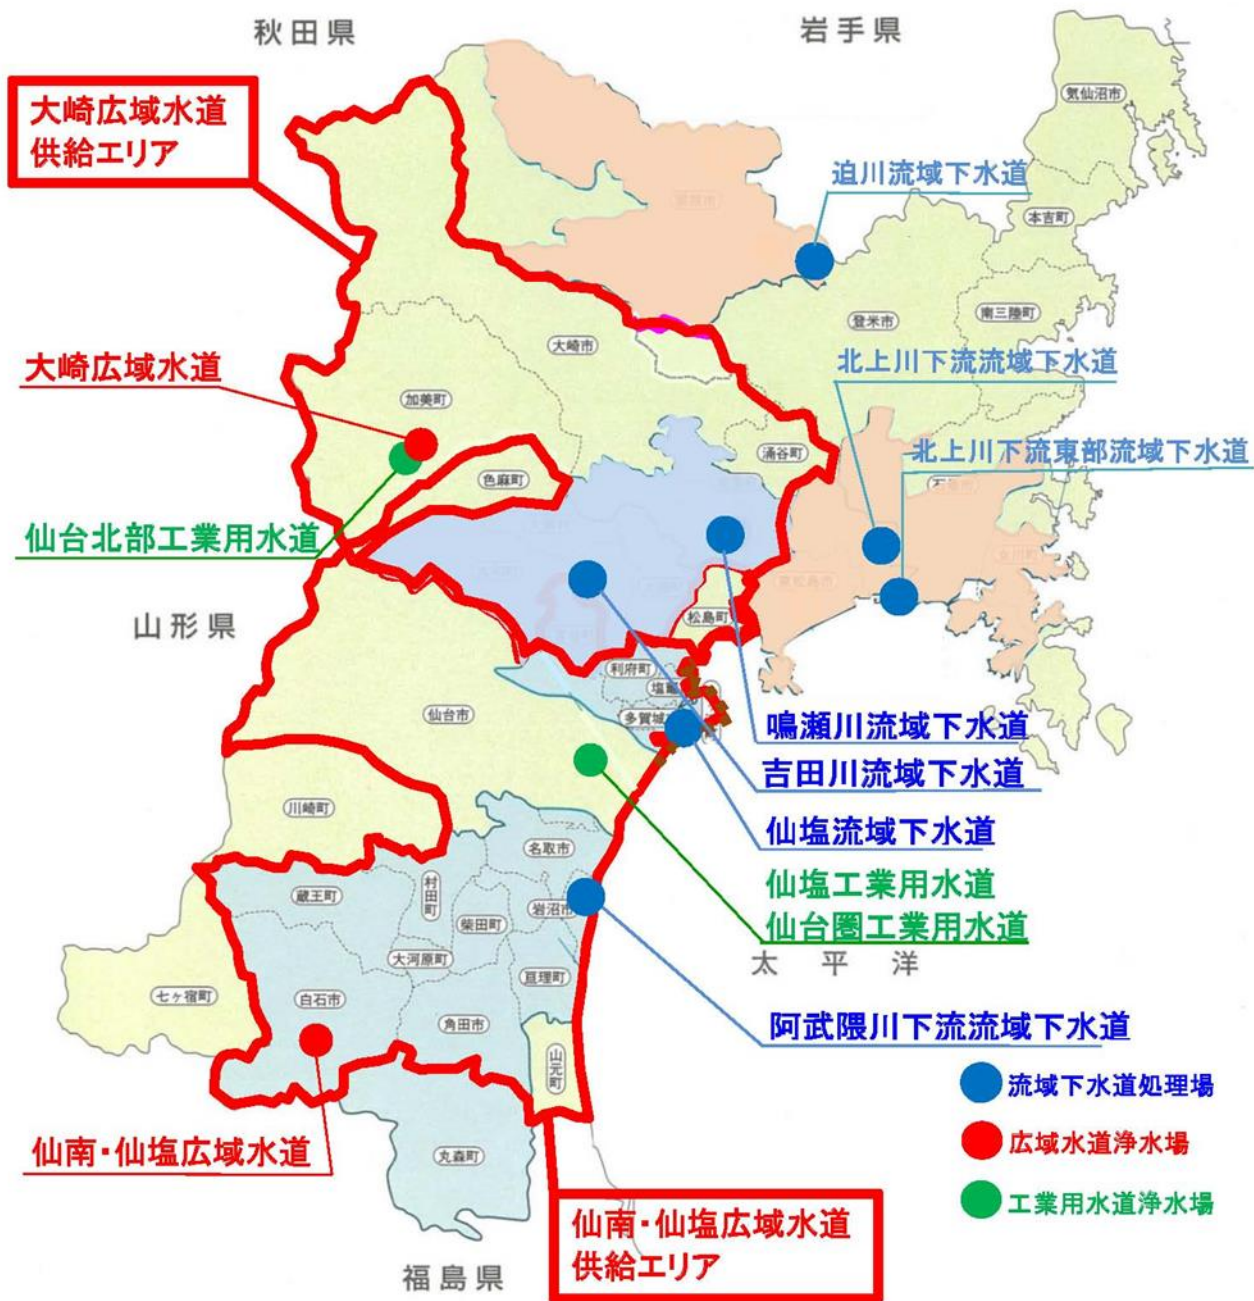 秋田県
岩手県
大崎広域水道
供給エリア
気仙沼市
迫川流域下水道
本吉町
南三陸町
登米市
大崎市
北上川下流流域下水道
大崎広域水道
加美町
涌谷町
北上川下流東部流域下水道
色麻町
仙台北部工業用水道
女川町
東松島市
山形県
松島町
利府町
塩竈
多賀城
仙台市
鳴瀬川流域下水道
吉田川流域下水道
仙塩流域下水道
川崎町
名取市
仙塩工業用水道
仙台圏工業用水道
蔵王町
村田町
柴田町
岩沼市
大河原町
亘理町
太平洋
七ヶ宿町
白石市
角田市
阿武隈川下流流域下水道
山元町
流域下水道処理場
広域水道浄水場
工業用水道浄水場
仙南・仙塩広域水道
丸森町
仙南・仙塩広域水道
供給エリア
福島県